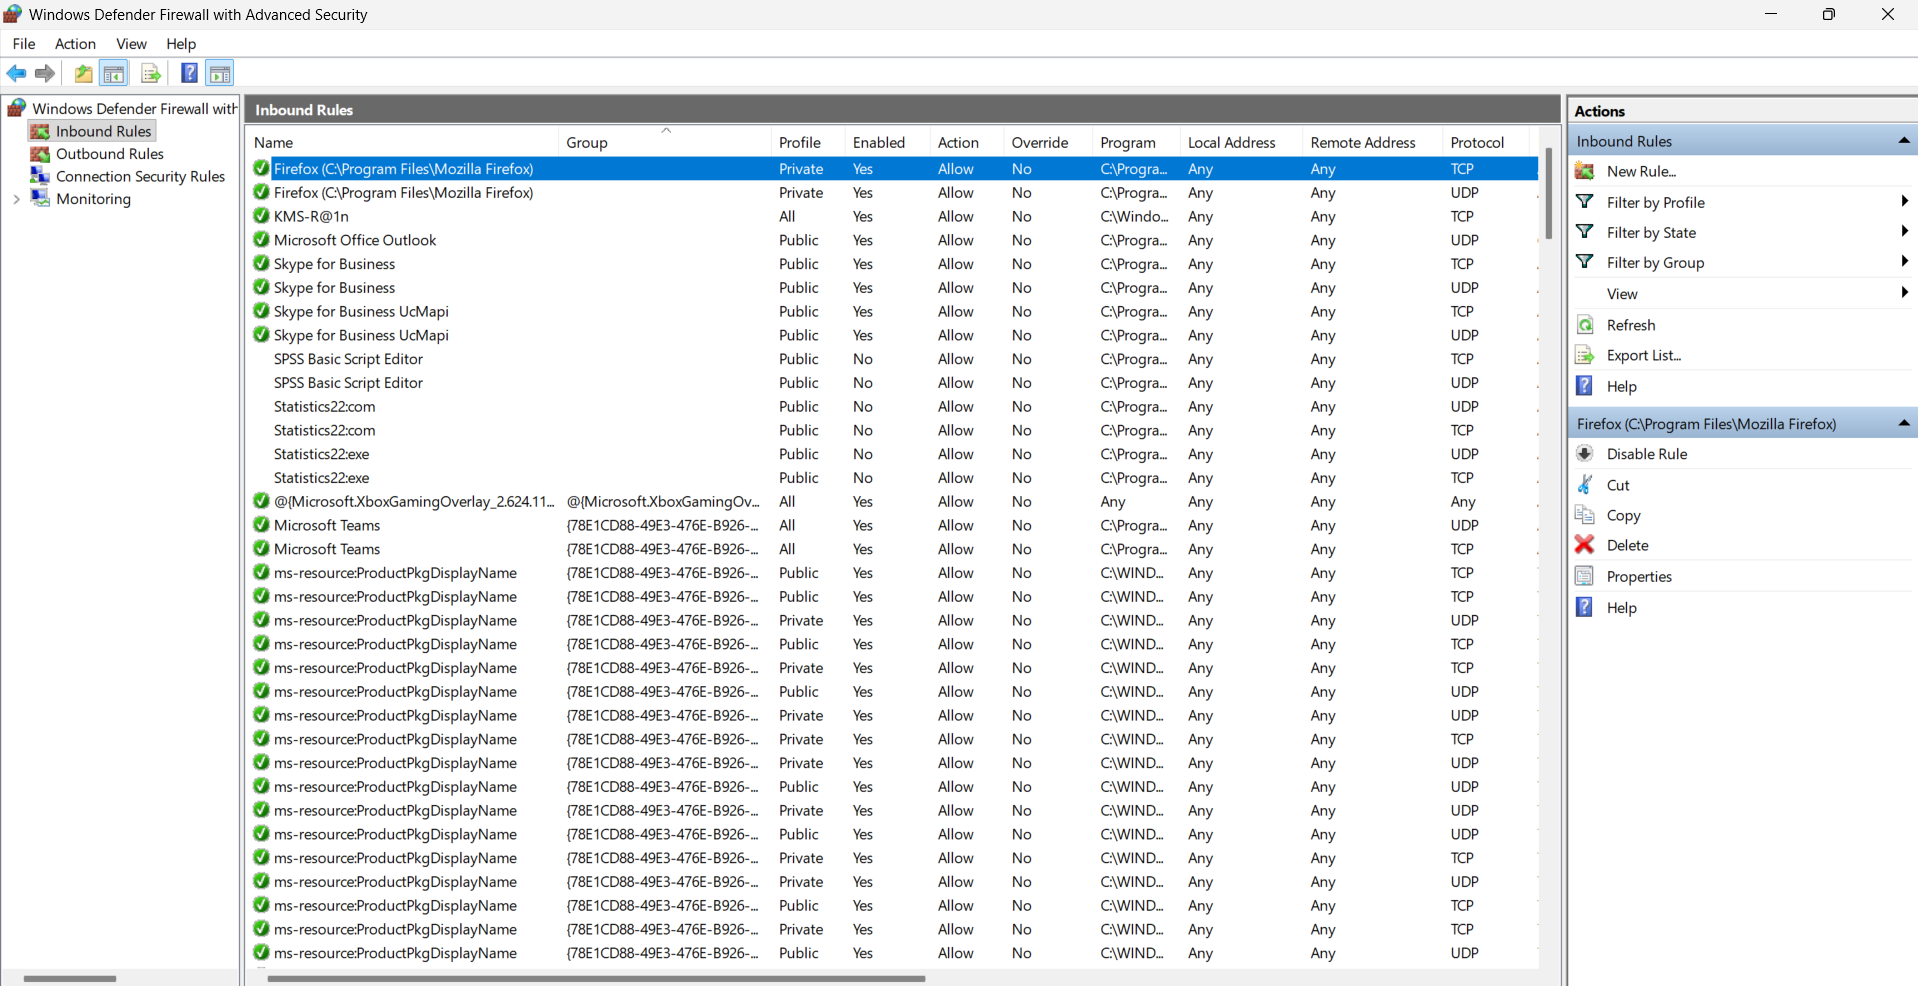 Windows Defender Firewall with Advanced Security
File Action View Help
Windows Defender Firewall with
Inbound Rules
Outbound Rules
Connection Security Rules
Monitoring
Inbound Rules
Name Group Profile Enabled Action Override Program Local Address Remote Address Protocol
Firefox (C:\Program Files\Mozilla Firefox) Private Yes Allow No C:\Progra... Any Any TCP
Firefox (C:\Program Files\Mozilla Firefox) Private Yes Allow No C:\Progra... Any Any UDP
KMS-R@1n All Yes Allow No C:\Windo... Any Any TCP
Microsoft Office Outlook Public Yes Allow No C:\Progra... Any Any UDP
Skype for Business Public Yes Allow No C:\Progra... Any Any TCP
Skype for Business Public Yes Allow No C:\Progra... Any Any UDP
Skype for Business UcMapi Public Yes Allow No C:\Progra... Any Any TCP
Skype for Business UcMapi Public Yes Allow No C:\Progra... Any Any UDP
SPSS Basic Script Editor Public No Allow No C:\Progra... Any Any TCP
SPSS Basic Script Editor Public No Allow No C:\Progra... Any Any UDP
Statistics22:com Public No Allow No C:\Progra... Any Any UDP
Statistics22:com Public No Allow No C:\Progra... Any Any TCP
Statistics22:exe Public No Allow No C:\Progra... Any Any UDP
Statistics22:exe Public No Allow No C:\Progra... Any Any TCP
@{Microsoft.XboxGamingOverlay_2.624.11... @{Microsoft.XboxGamingOv... All Yes Allow No Any Any Any Any
Microsoft Teams {78E1CD88-49E3-476E-B926-... All Yes Allow No C:\Progra... Any Any UDP
Microsoft Teams {78E1CD88-49E3-476E-B926-... All Yes Allow No C:\Progra... Any Any TCP
ms-resource:ProductPkgDisplayName {78E1CD88-49E3-476E-B926-... Public Yes Allow No C:\WIND... Any Any TCP
ms-resource:ProductPkgDisplayName {78E1CD88-49E3-476E-B926-... Public Yes Allow No C:\WIND... Any Any TCP
ms-resource:ProductPkgDisplayName {78E1CD88-49E3-476E-B926-... Private Yes Allow No C:\WIND... Any Any UDP
ms-resource:ProductPkgDisplayName {78E1CD88-49E3-476E-B926-... Public Yes Allow No C:\WIND... Any Any TCP
ms-resource:ProductPkgDisplayName {78E1CD88-49E3-476E-B926-... Private Yes Allow No C:\WIND... Any Any TCP
ms-resource:ProductPkgDisplayName {78E1CD88-49E3-476E-B926-... Public Yes Allow No C:\WIND... Any Any UDP
ms-resource:ProductPkgDisplayName {78E1CD88-49E3-476E-B926-... Private Yes Allow No C:\WIND... Any Any UDP
ms-resource:ProductPkgDisplayName {78E1CD88-49E3-476E-B926-... Private Yes Allow No C:\WIND... Any Any TCP
ms-resource:ProductPkgDisplayName {78E1CD88-49E3-476E-B926-... Private Yes Allow No C:\WIND... Any Any UDP
ms-resource:ProductPkgDisplayName {78E1CD88-49E3-476E-B926-... Public Yes Allow No C:\WIND... Any Any UDP
ms-resource:ProductPkgDisplayName {78E1CD88-49E3-476E-B926-... Private Yes Allow No C:\WIND... Any Any UDP
ms-resource:ProductPkgDisplayName {78E1CD88-49E3-476E-B926-... Public Yes Allow No C:\WIND... Any Any UDP
ms-resource:ProductPkgDisplayName {78E1CD88-49E3-476E-B926-... Private Yes Allow No C:\WIND... Any Any TCP
ms-resource:ProductPkgDisplayName {78E1CD88-49E3-476E-B926-... Private Yes Allow No C:\WIND... Any Any UDP
ms-resource:ProductPkgDisplayName {78E1CD88-49E3-476E-B926-... Public Yes Allow No C:\WIND... Any Any TCP
ms-resource:ProductPkgDisplayName {78E1CD88-49E3-476E-B926-... Private Yes Allow No C:\WIND... Any Any TCP
ms-resource:ProductPkgDisplayName {78E1CD88-49E3-476E-B926-... Public Yes Allow No C:\WIND... Any Any UDP
Actions
Inbound Rules
New Rule...
Filter by Profile
Filter by State
Filter by Group
View
Refresh
Export List...
Help
Firefox (C:\Program Files\Mozilla Firefox)
Disable Rule
Cut
Copy
Delete
Properties
Help